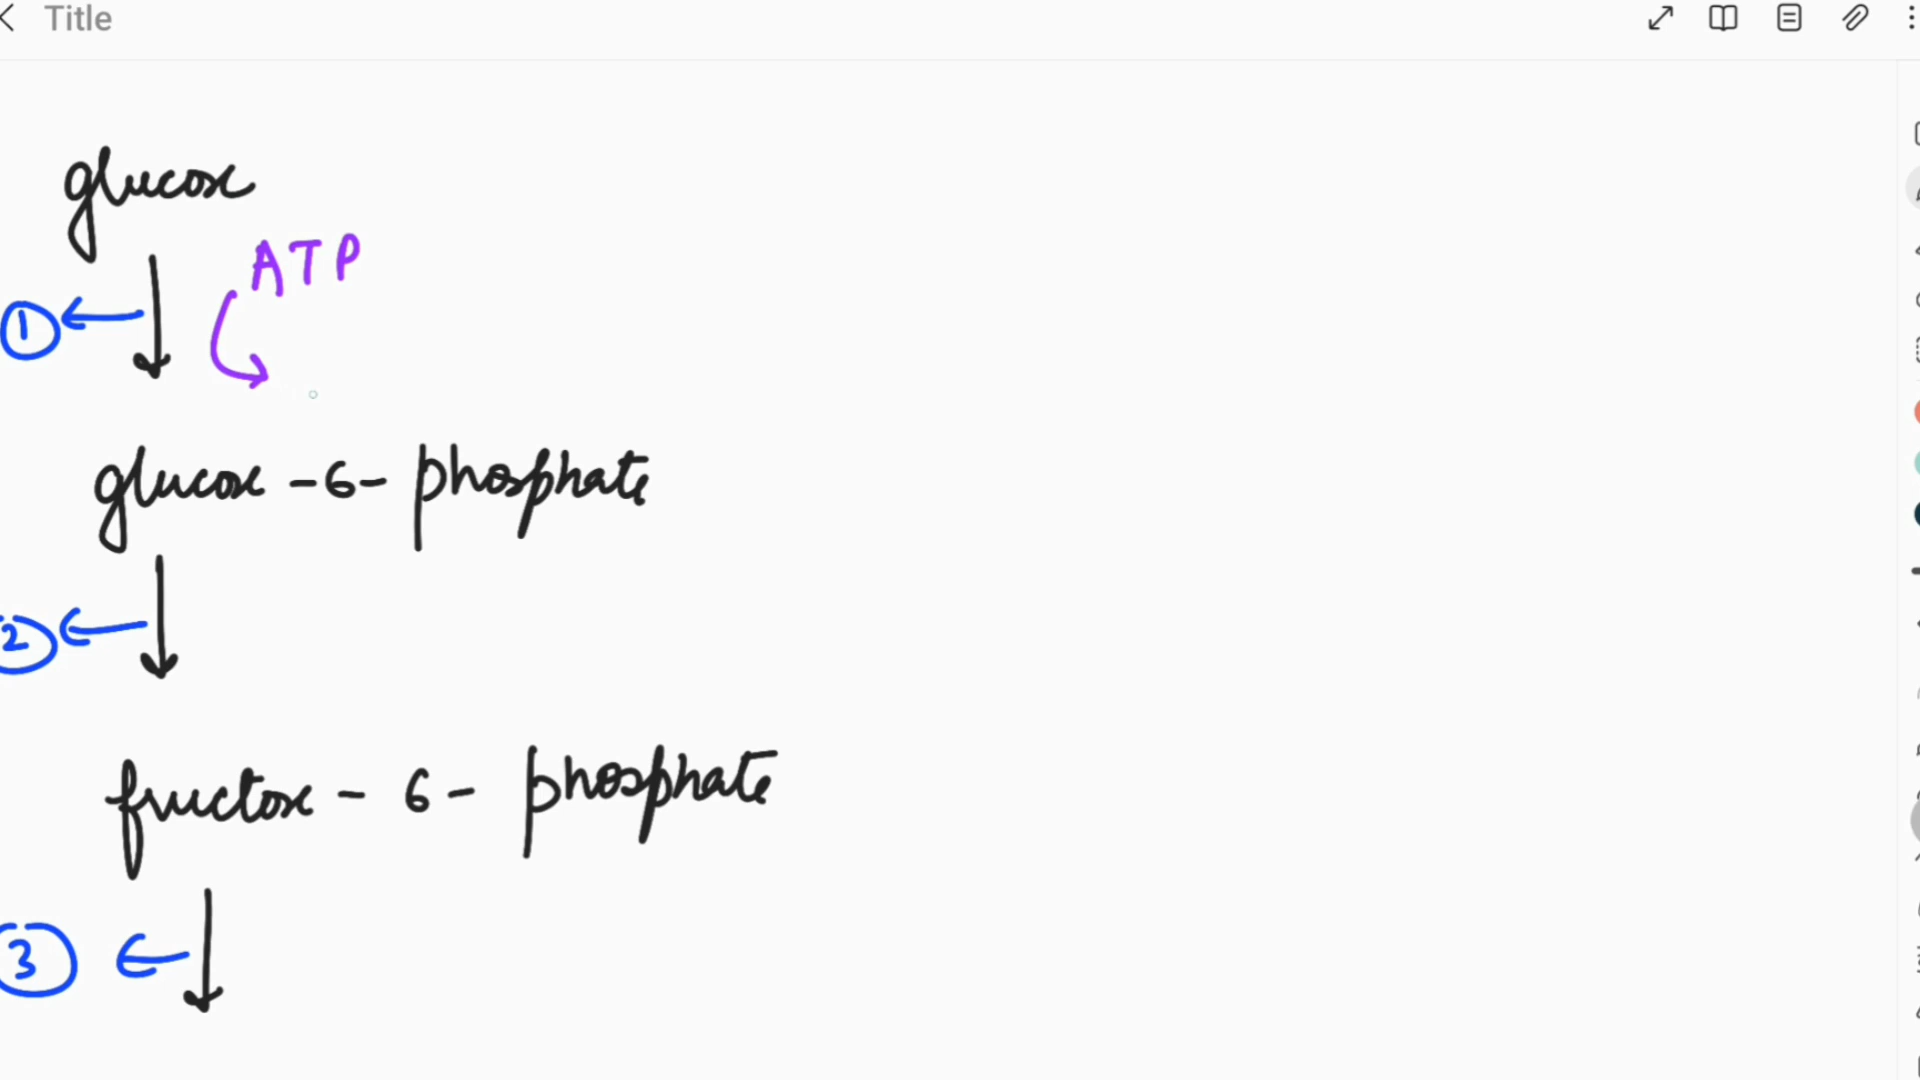 Title
glucose
ATP
1
glucose - 6 - phosphate
2
fructose - 6 - phosphate
3